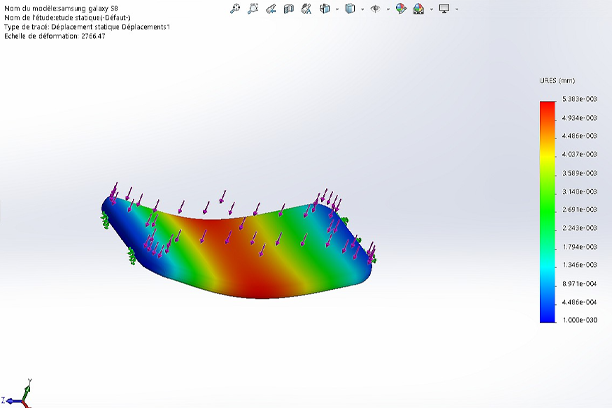 Nom du modèle:samsung galaxy S8
Nom de l'étude:etude statique(-Défaut-)
Type de tracé: Déplacement statique Déplacements1
Echelle de déformation: 2766.47
URES (mm)
5.383e-003
4.934e-003
4.486e-003
4.037e-003
3.589e-003
3.140e-003
2.691e-003
2.243e-003
1.794e-003
1.346e-003
8.971e-004
4.486e-004
1.000e-030
Y
Z